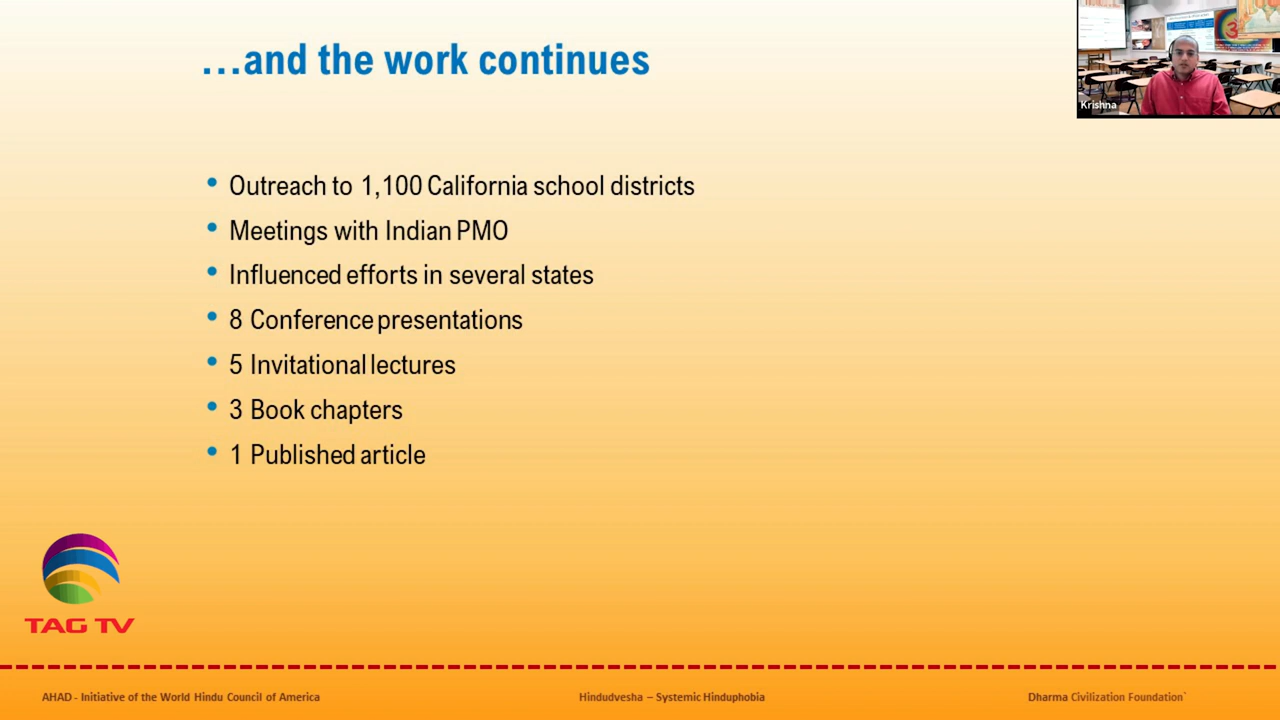 …and the work continues
Krishna
• Outreach to 1,100 California school districts
• Meetings with Indian PMO
• Influenced efforts in several states
• 8 Conference presentations
• 5 Invitational lectures
• 3 Book chapters
• 1 Published article
TAG TV
AHAD - Initiative of the World Hindu Council of America
Hindudvesha – Systemic Hinduphobia
Dharma Civilization Foundation`